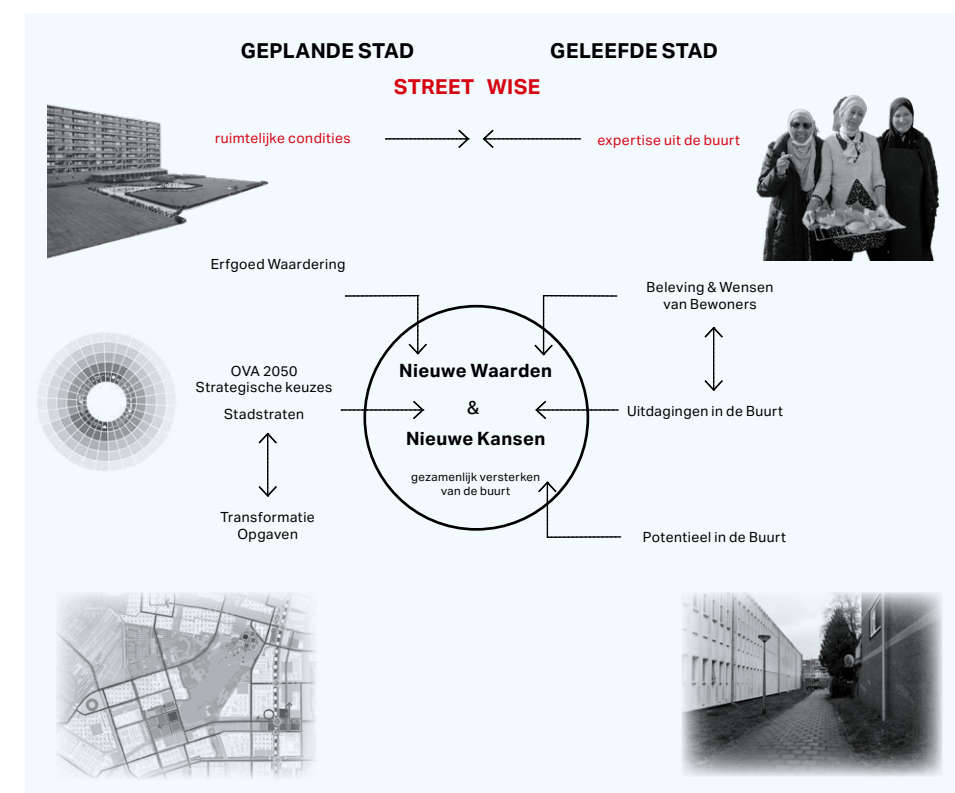 GEPLANDE STAD
GELEEFDE STAD
STREET WISE
ruimtelijke condities
expertise uit de buurt
Erfgoed Waardering
Beleving & Wensen
van Bewoners
OVA 2050
Strategische keuzes
Stadstraten
Transformatie
Opgaven
Nieuwe Waarden
&
Nieuwe Kansen
gezamenlijk versterken
van de buurt
Uitdagingen in de Buurt
Potentieel in de Buurt